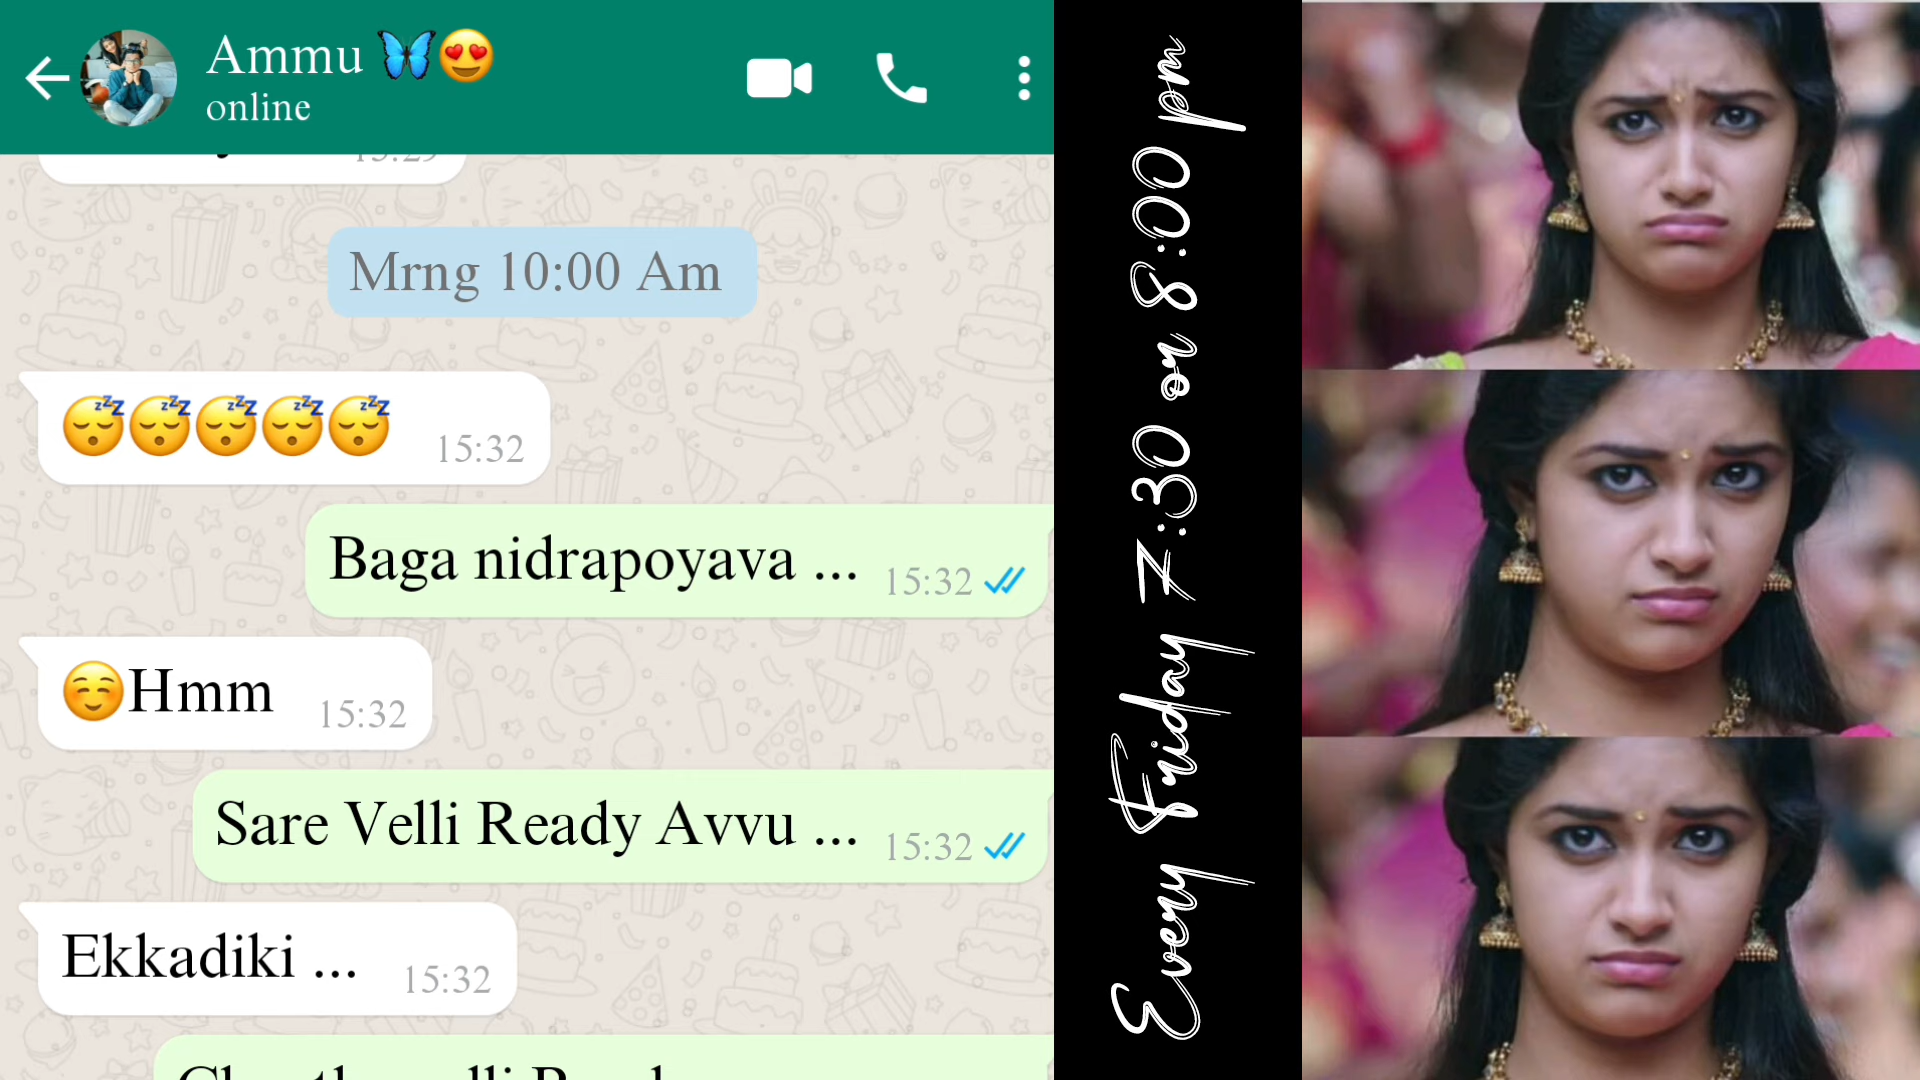 Ammu 🦋😍
online
Mrng 10:00 Am
😴😴😴😴😴 15:32
Baga nidrapoyava ... 15:32
☺️Hmm 15:32
Sare Velli Ready Avvu ... 15:32
Ekkadiki ... 15:32
Every Friday 7:30 or 8:00 pm